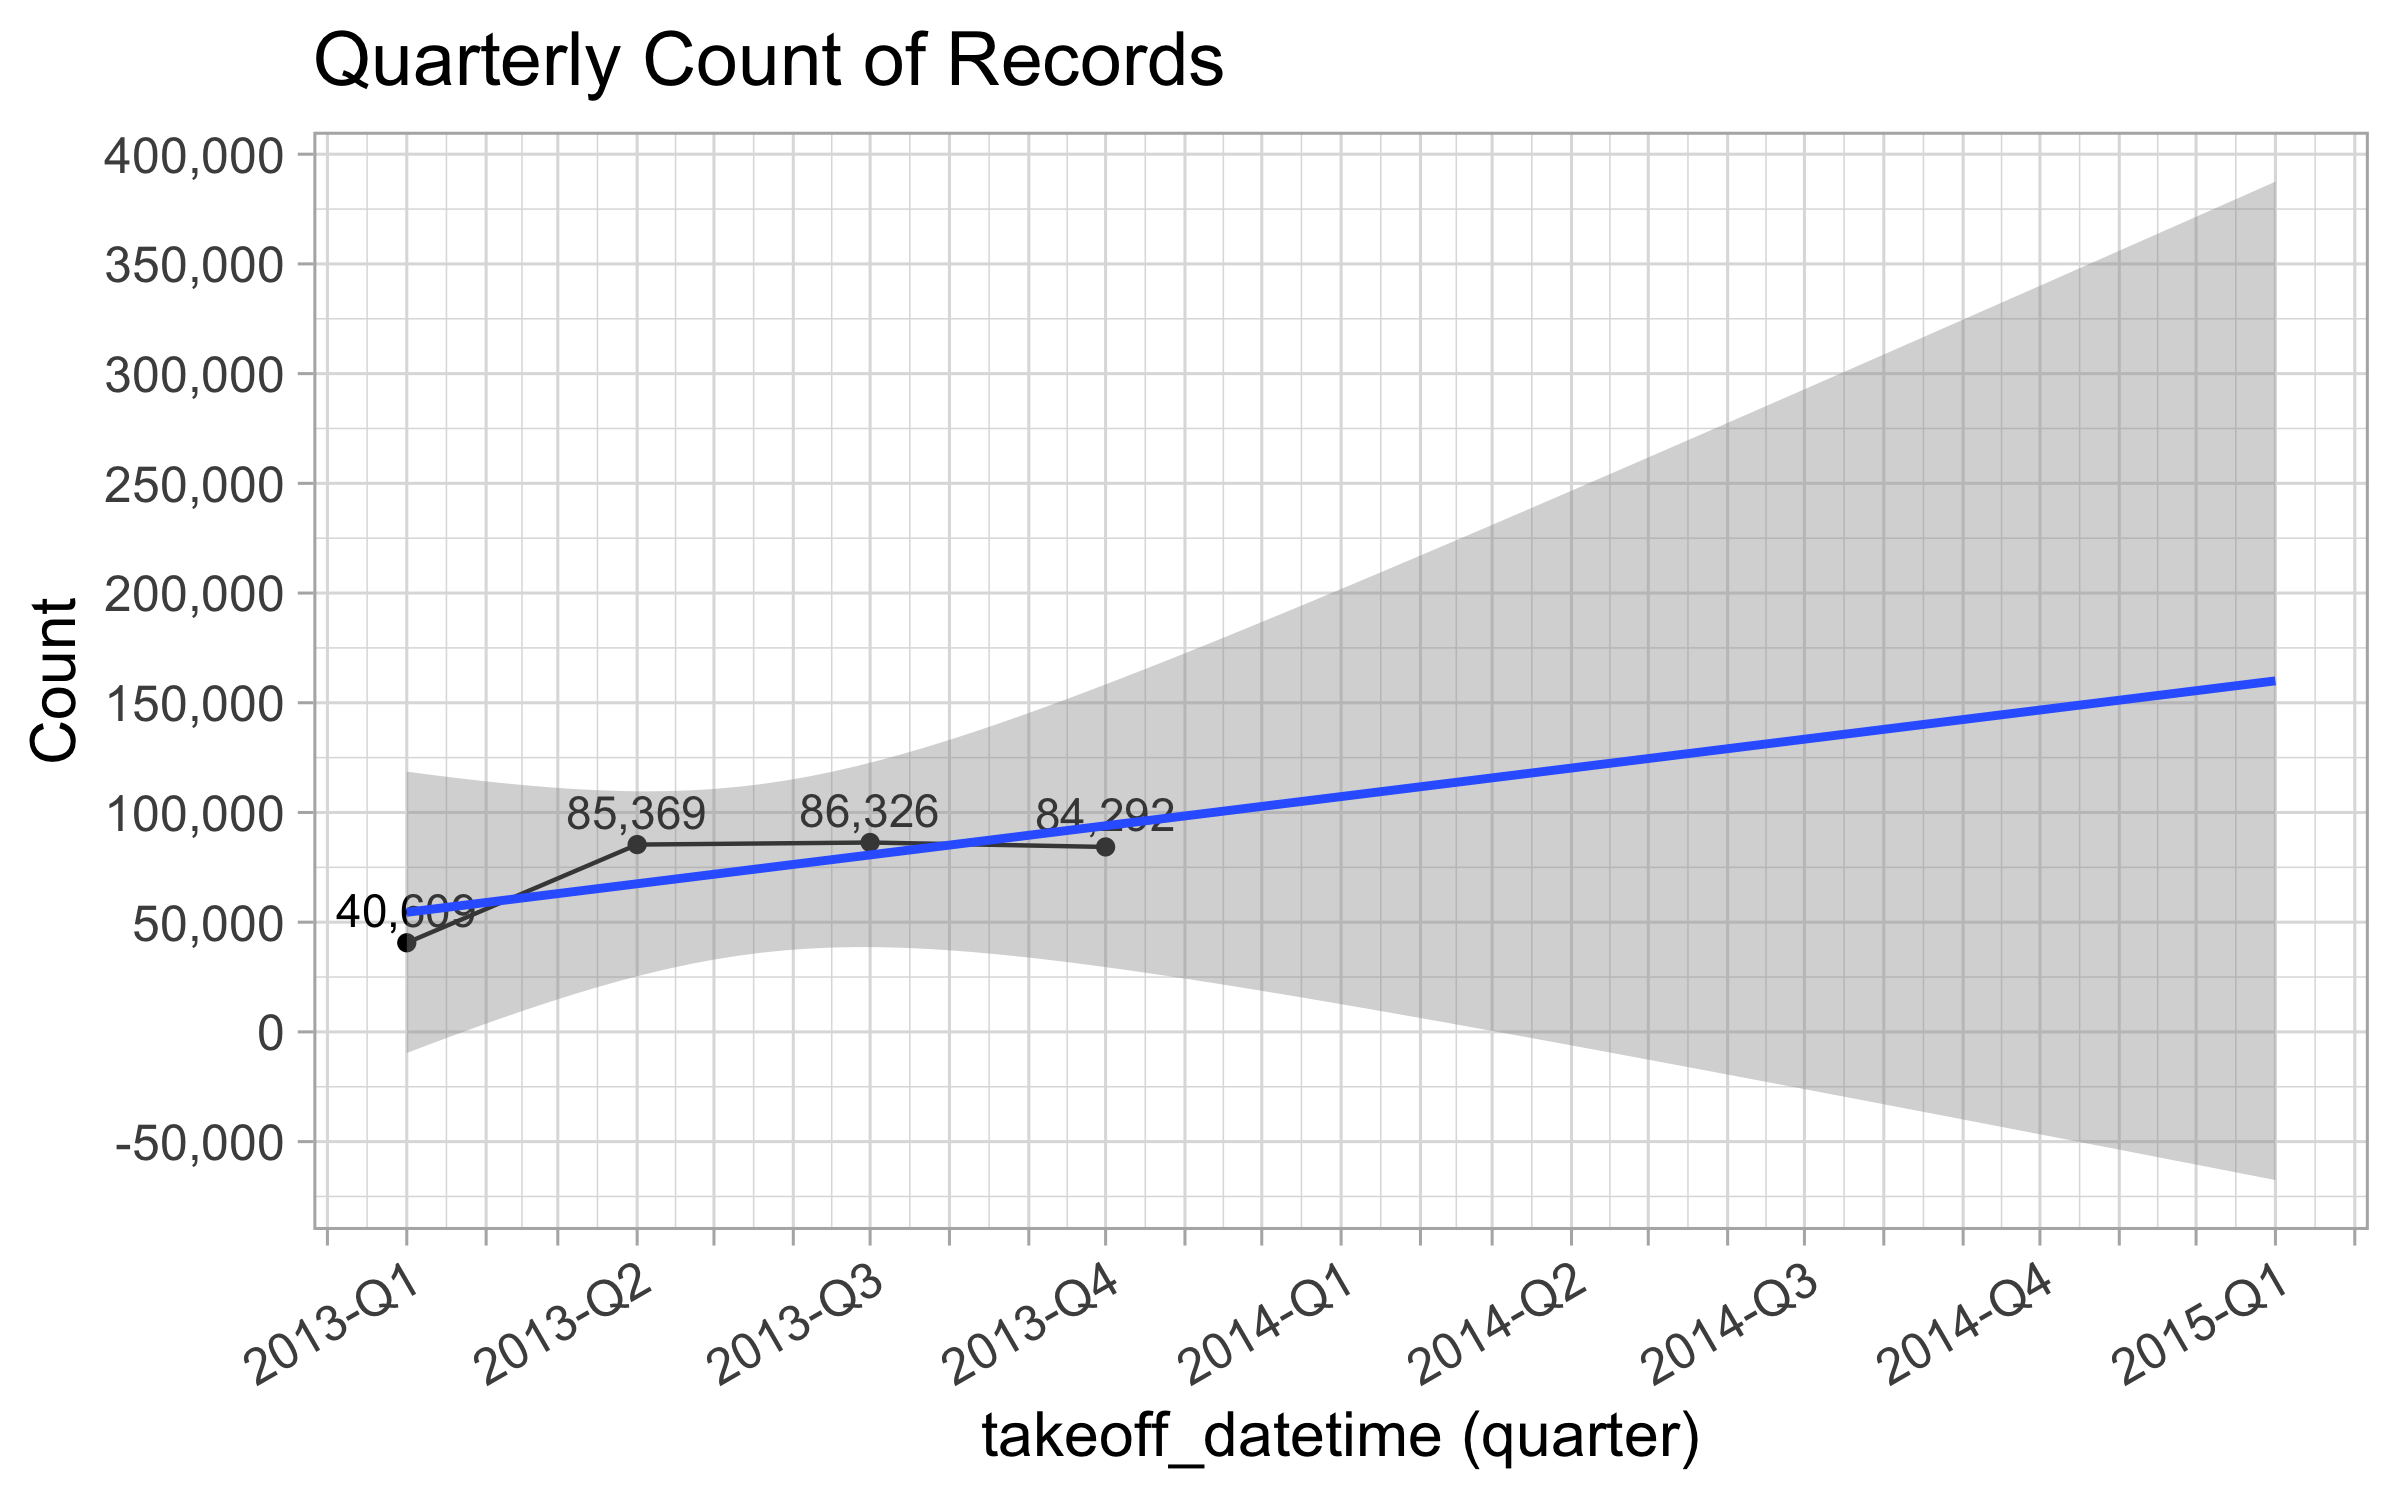 Quarterly Count of Records
400,000
350,000
300,000
250,000
200,000
150,000
100,000
50,000
0
-50,000
Count
40,609
85,369
86,326
84,292
2013-Q1
2013-Q2
2013-Q3
2013-Q4
2014-Q1
2014-Q2
2014-Q3
2014-Q4
2015-Q1
takeoff_datetime (quarter)